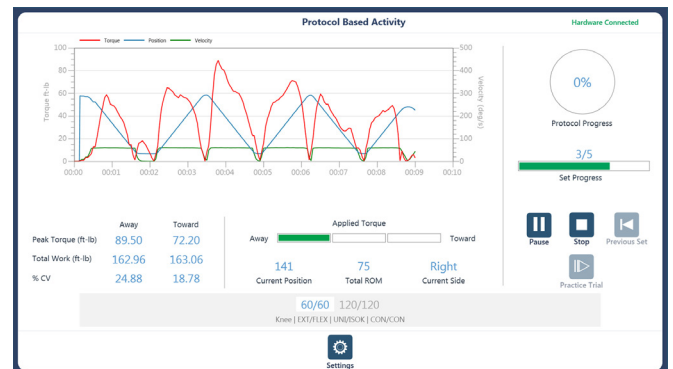 Protocol Based Activity
Hardware Connected
Torque Position Velocity
Torque ft-lb
100
80
60
40
20
0
500
400
300
200
100
0
Velocity (deg/s)
00:00 00:01 00:02 00:03 00:04 00:05 00:06 00:07 00:08 00:09 00:10
0%
Protocol Progress
3/5
Set Progress
Away Toward
Peak Torque (ft-lb) 89.50 72.20
Total Work (ft-lb) 162.96 163.06
% CV 24.88 18.78
Applied Torque
Away Toward
141 75 Right
Current Position Total ROM Current Side
Pause Stop Previous Set
Practice Trial
60/60 120/120
Knee | EXT/FLEX | UNI/ISOK | CON/CON
Settings